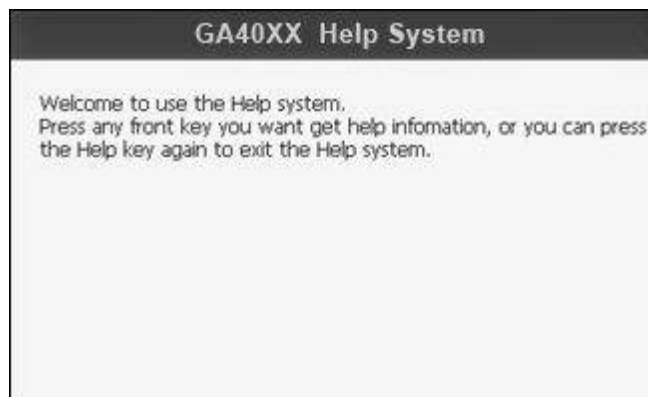 GA40XX Help System
Welcome to use the Help system.
Press any front key you want get help infomation, or you can press
the Help key again to exit the Help system.